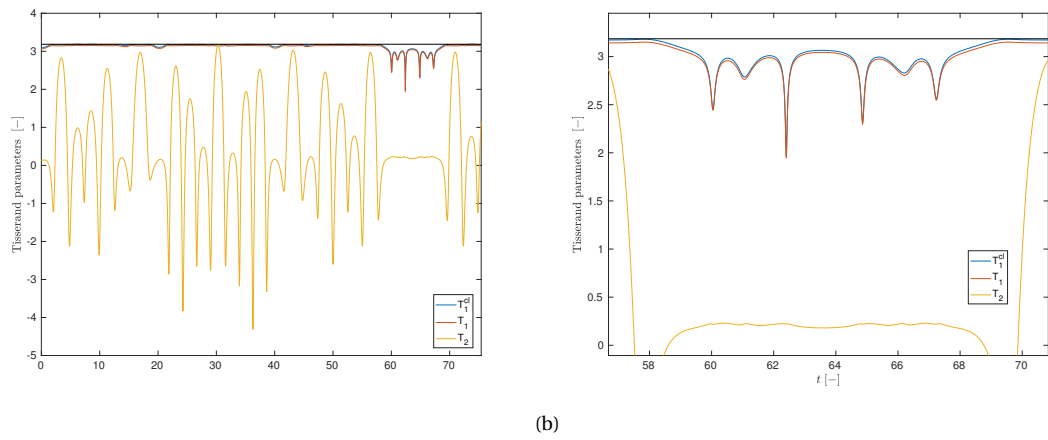 Tisserand parameters [−]
4
3
2
1
0
-1
-2
-3
-4
-5
0 10 20 30 40 50 60 70
T₁ᶜˡ
T₁
T₂
Tisserand parameters [−]
3
2.5
2
1.5
1
0.5
0
58 60 62 64 66 68 70
t [−]
T₁ᶜˡ
T₁
T₂
(b)